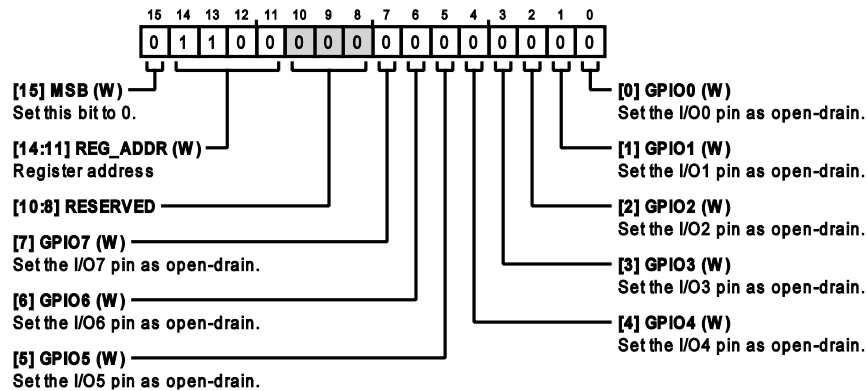 15 14 13 12 11 10 9 8 7 6 5 4 3 2 1 0
0 1 1 0 0 0 0 0 0 0 0 0 0 0 0 0
[15] MSB (W)
Set this bit to 0.
[14:11] REG_ADDR (W)
Register address
[10:8] RESERVED
[7] GPIO7 (W)
Set the I/O7 pin as open-drain.
[6] GPIO6 (W)
Set the I/O6 pin as open-drain.
[5] GPIO5 (W)
Set the I/O5 pin as open-drain.
[0] GPIO0 (W)
Set the I/O0 pin as open-drain.
[1] GPIO1 (W)
Set the I/O1 pin as open-drain.
[2] GPIO2 (W)
Set the I/O2 pin as open-drain.
[3] GPIO3 (W)
Set the I/O3 pin as open-drain.
[4] GPIO4 (W)
Set the I/O4 pin as open-drain.